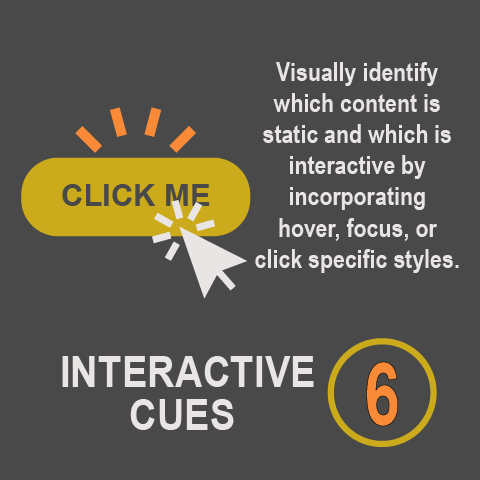 Visually identify
which content is
static and which is
interactive by
incorporating
hover, focus, or
click specific styles.
CLICK ME
INTERACTIVE
CUES
6